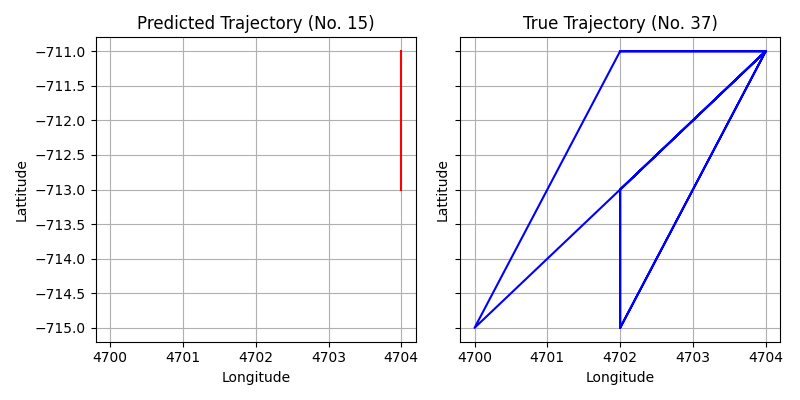 Predicted Trajectory (No. 15)
True Trajectory (No. 37)
−711.0
−711.5
−712.0
−712.5
−713.0
−713.5
−714.0
−714.5
−715.0
Lattitude
Lattitude
4700 4701 4702 4703 4704
4700 4701 4702 4703 4704
Longitude
Longitude